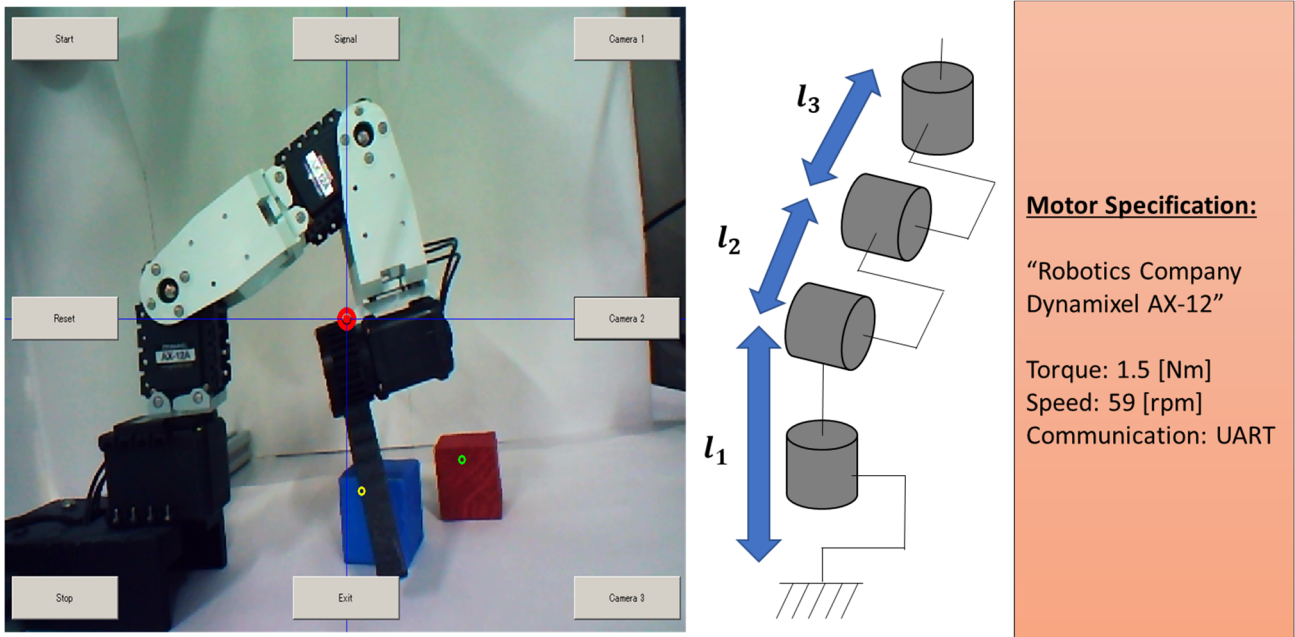 Start
Signal
Camera 1
Reset
Camera 2
Stop
Exit
Camera 3
AX-12A
l₃
l₂
l₁
Motor Specification:
“Robotics Company
Dynamixel AX-12”
Torque: 1.5 [Nm]
Speed: 59 [rpm]
Communication: UART